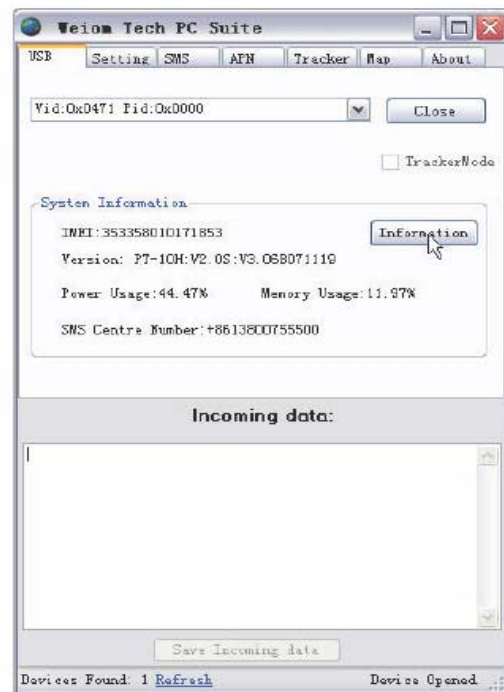 Weiom Tech PC Suite
USB Setting SMS APN Tracker Map About
Vid:0x0471 Pid:0x0000 Close
TrackerMode
System Information
IMEI:353358010171853 Information
Version: PT-10H:V2.0S:V3.06B071119
Power Usage:44.47% Memory Usage:11.97%
SMS Centre Number:+8613800755500
Incoming data:
Save Incoming data
Devices Found: 1 Refresh Device Opened